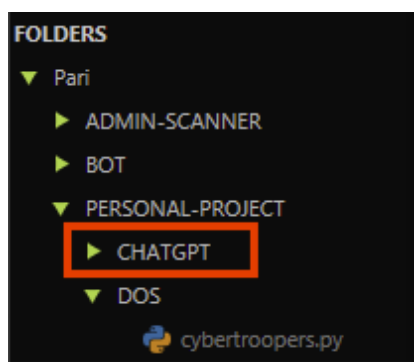 FOLDERS
Pari
ADMIN-SCANNER
BOT
PERSONAL-PROJECT
CHATGPT
DOS
cybertroopers.py